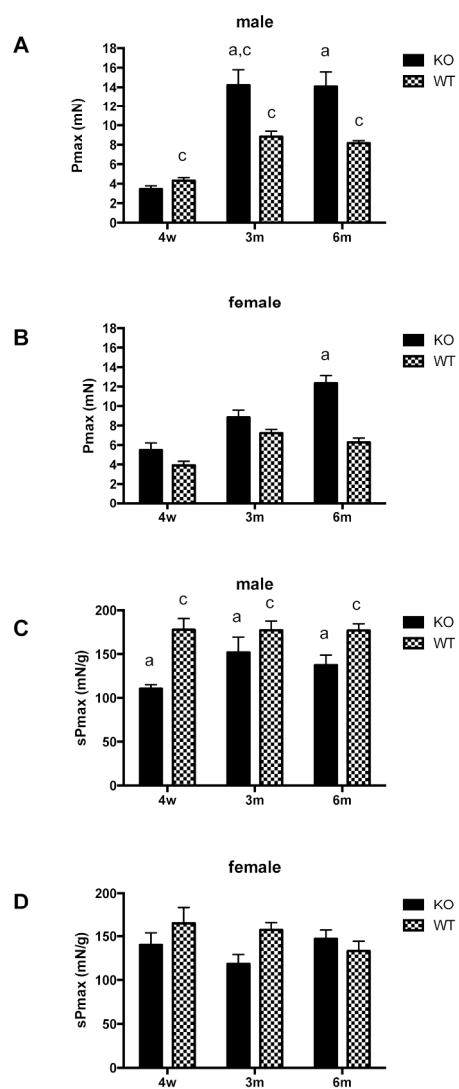 male
A
a,c
a
KO
WT
c
c
c
Pmax (mN)
18
16
14
12
10
8
6
4
2
0
4w
3m
6m
female
B
a
KO
WT
Pmax (mN)
18
16
14
12
10
8
6
4
2
0
4w
3m
6m
male
C
c
a
c
a
c
a
KO
WT
sPmax (mN/g)
200
150
100
50
0
4w
3m
6m
female
D
KO
WT
sPmax (mN/g)
200
150
100
50
0
4w
3m
6m